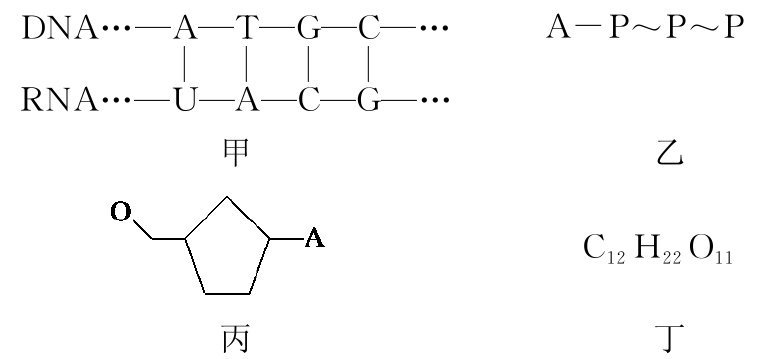 DNA···—A—T—G—C—···
RNA···—U—A—C—G—···
甲
A—P～P～P
乙
O
A
丙
C₁₂H₂₂O₁₁
丁